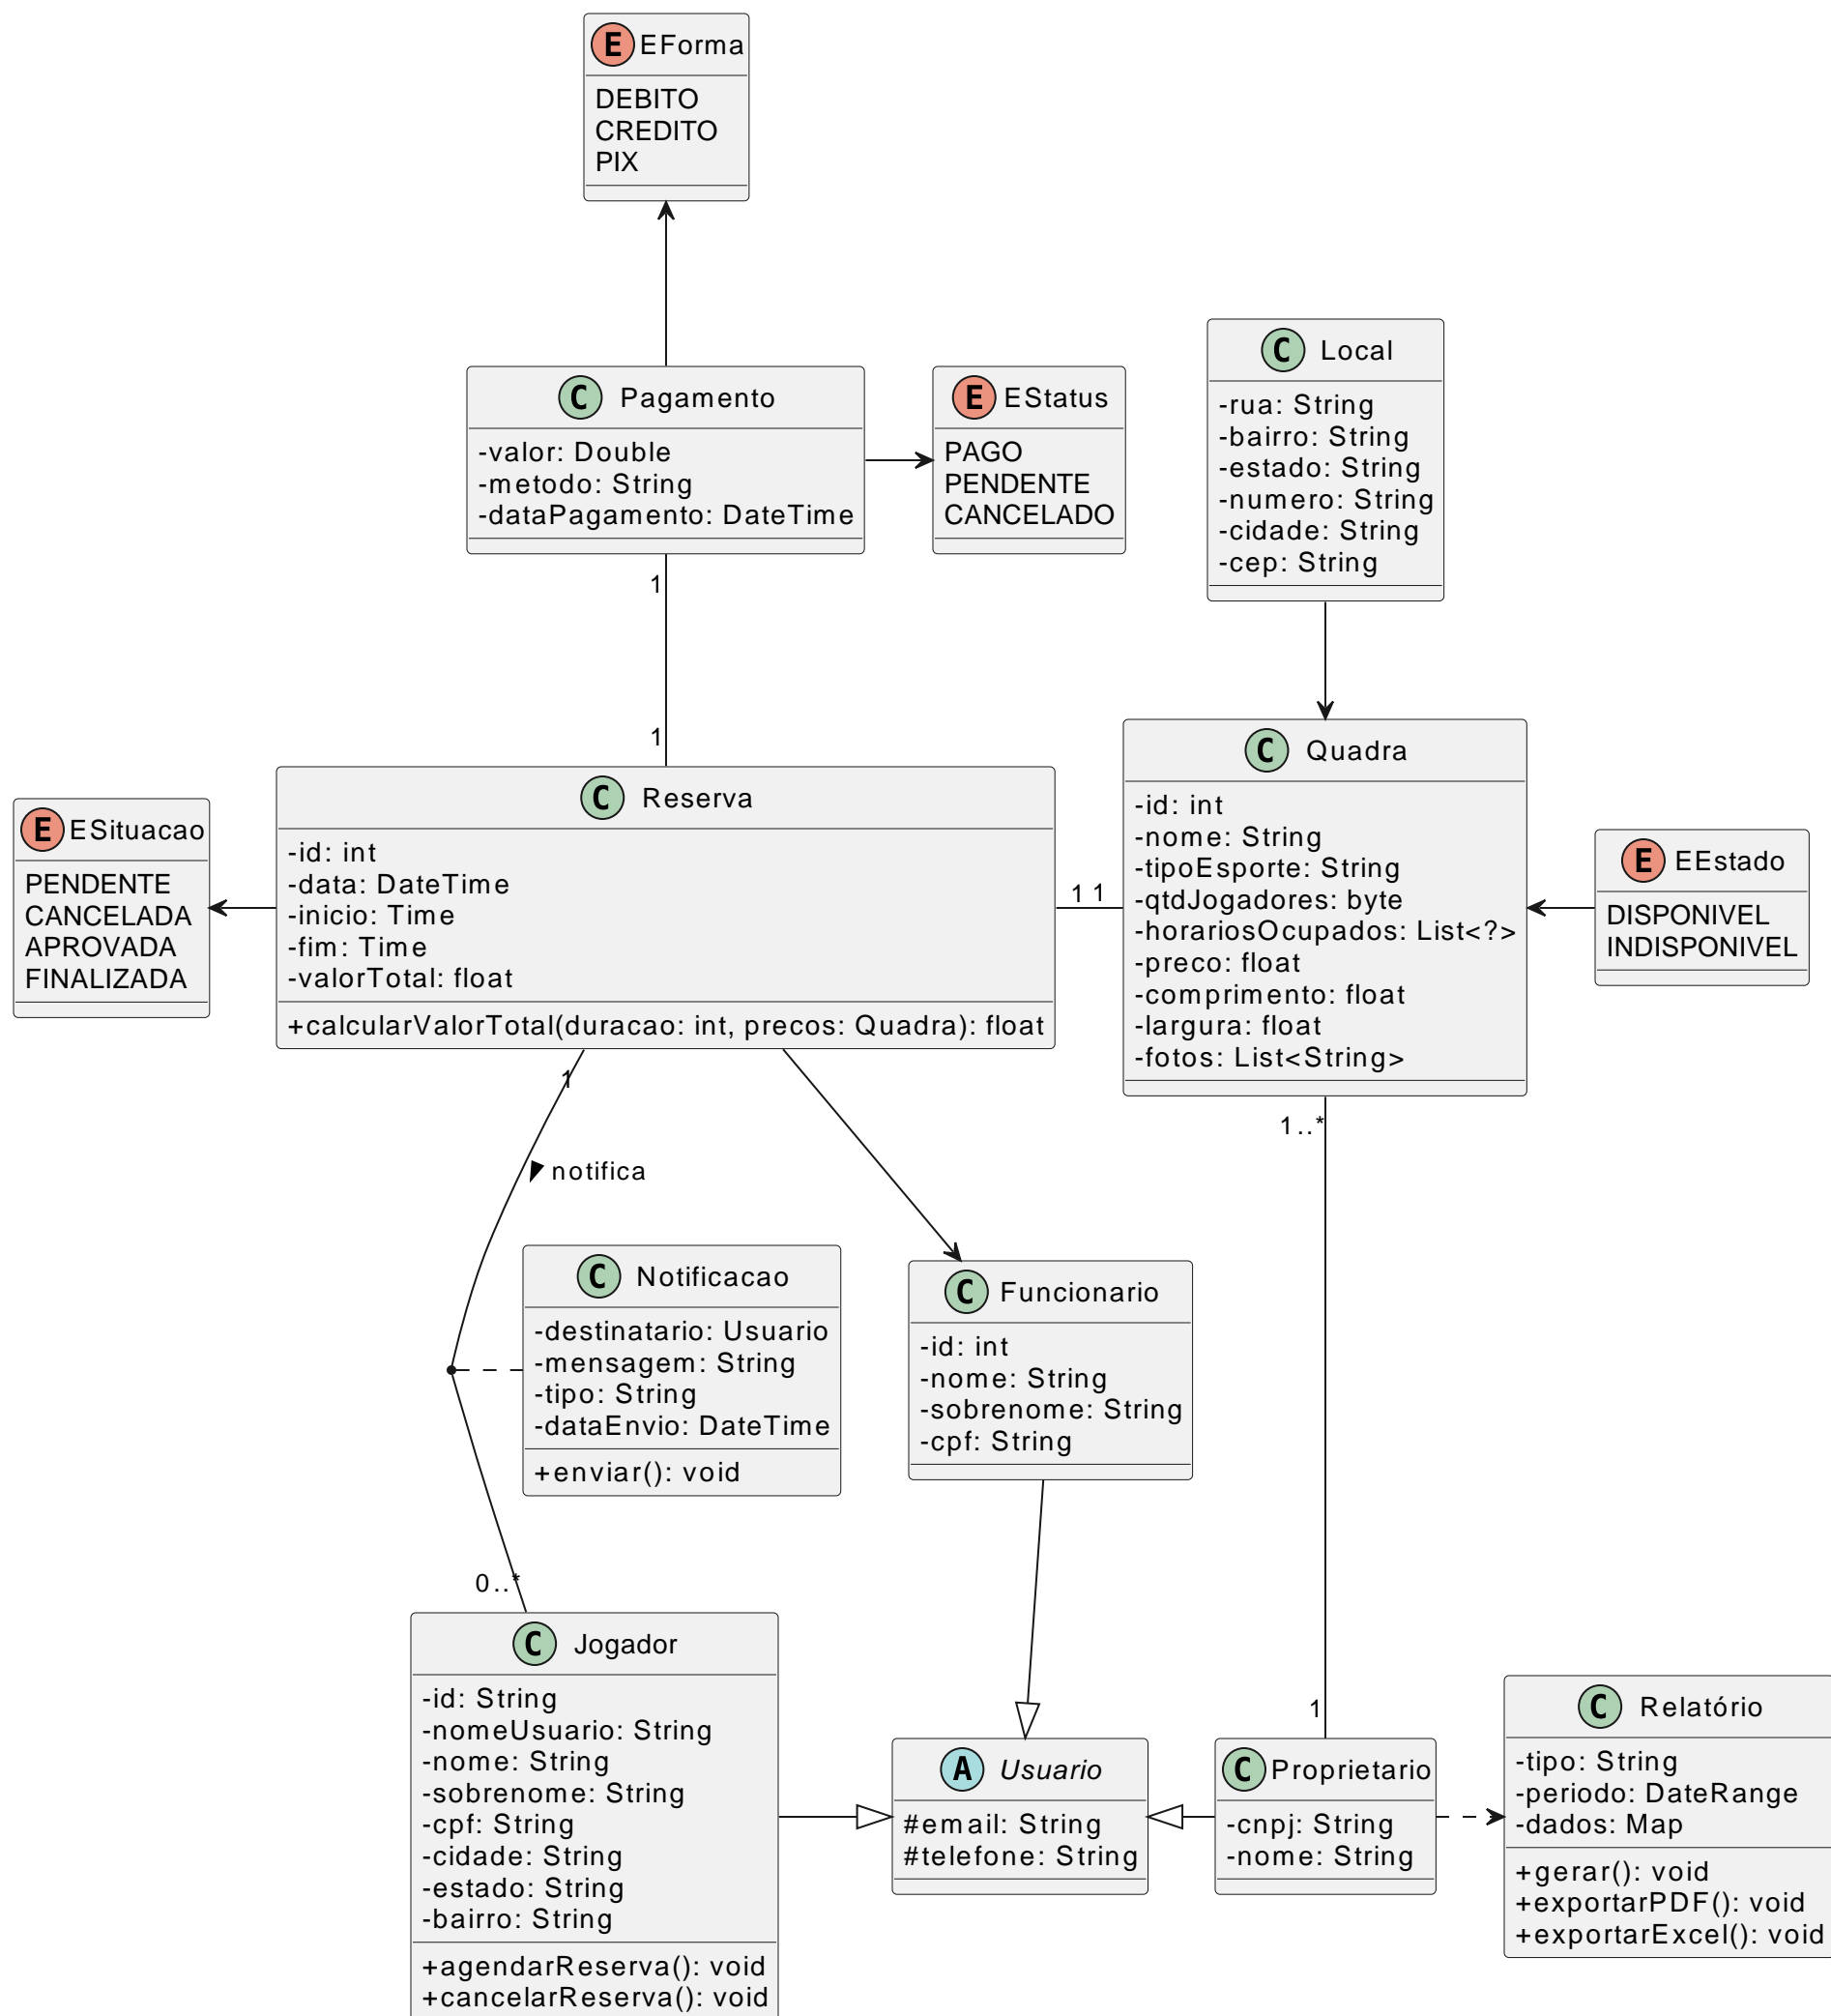 E EForma
DEBITO
CREDITO
PIX
C Pagamento
-valor: Double
-metodo: String
-dataPagamento: DateTime
E EStatus
PAGO
PENDENTE
CANCELADO
C Local
-rua: String
-bairro: String
-estado: String
-numero: String
-cidade: String
-cep: String
1
1
E ESituacao
PENDENTE
CANCELADA
APROVADA
FINALIZADA
C Reserva
-id: int
-data: DateTime
-inicio: Time
-fim: Time
-valorTotal: float
+calcularValorTotal(duracao: int, precos: Quadra): float
1 1
C Quadra
-id: int
-nome: String
-tipoEsporte: String
-qtdJogadores: byte
-horariosOcupados: List<?>
-preco: float
-comprimento: float
-largura: float
-fotos: List<String>
E EEstado
DISPONIVEL
INDISPONIVEL
1
1..*
notifica
C Notificacao
-destinatario: Usuario
-mensagem: String
-tipo: String
-dataEnvio: DateTime
+enviar(): void
C Funcionario
-id: int
-nome: String
-sobrenome: String
-cpf: String
0..*
C Jogador
-id: String
-nomeUsuario: String
-nome: String
-sobrenome: String
-cpf: String
-cidade: String
-estado: String
-bairro: String
+agendarReserva(): void
+cancelarReserva(): void
A Usuario
#email: String
#telefone: String
1
C Proprietario
-cnpj: String
-nome: String
C Relatório
-tipo: String
-periodo: DateRange
-dados: Map
+gerar(): void
+exportarPDF(): void
+exportarExcel(): void